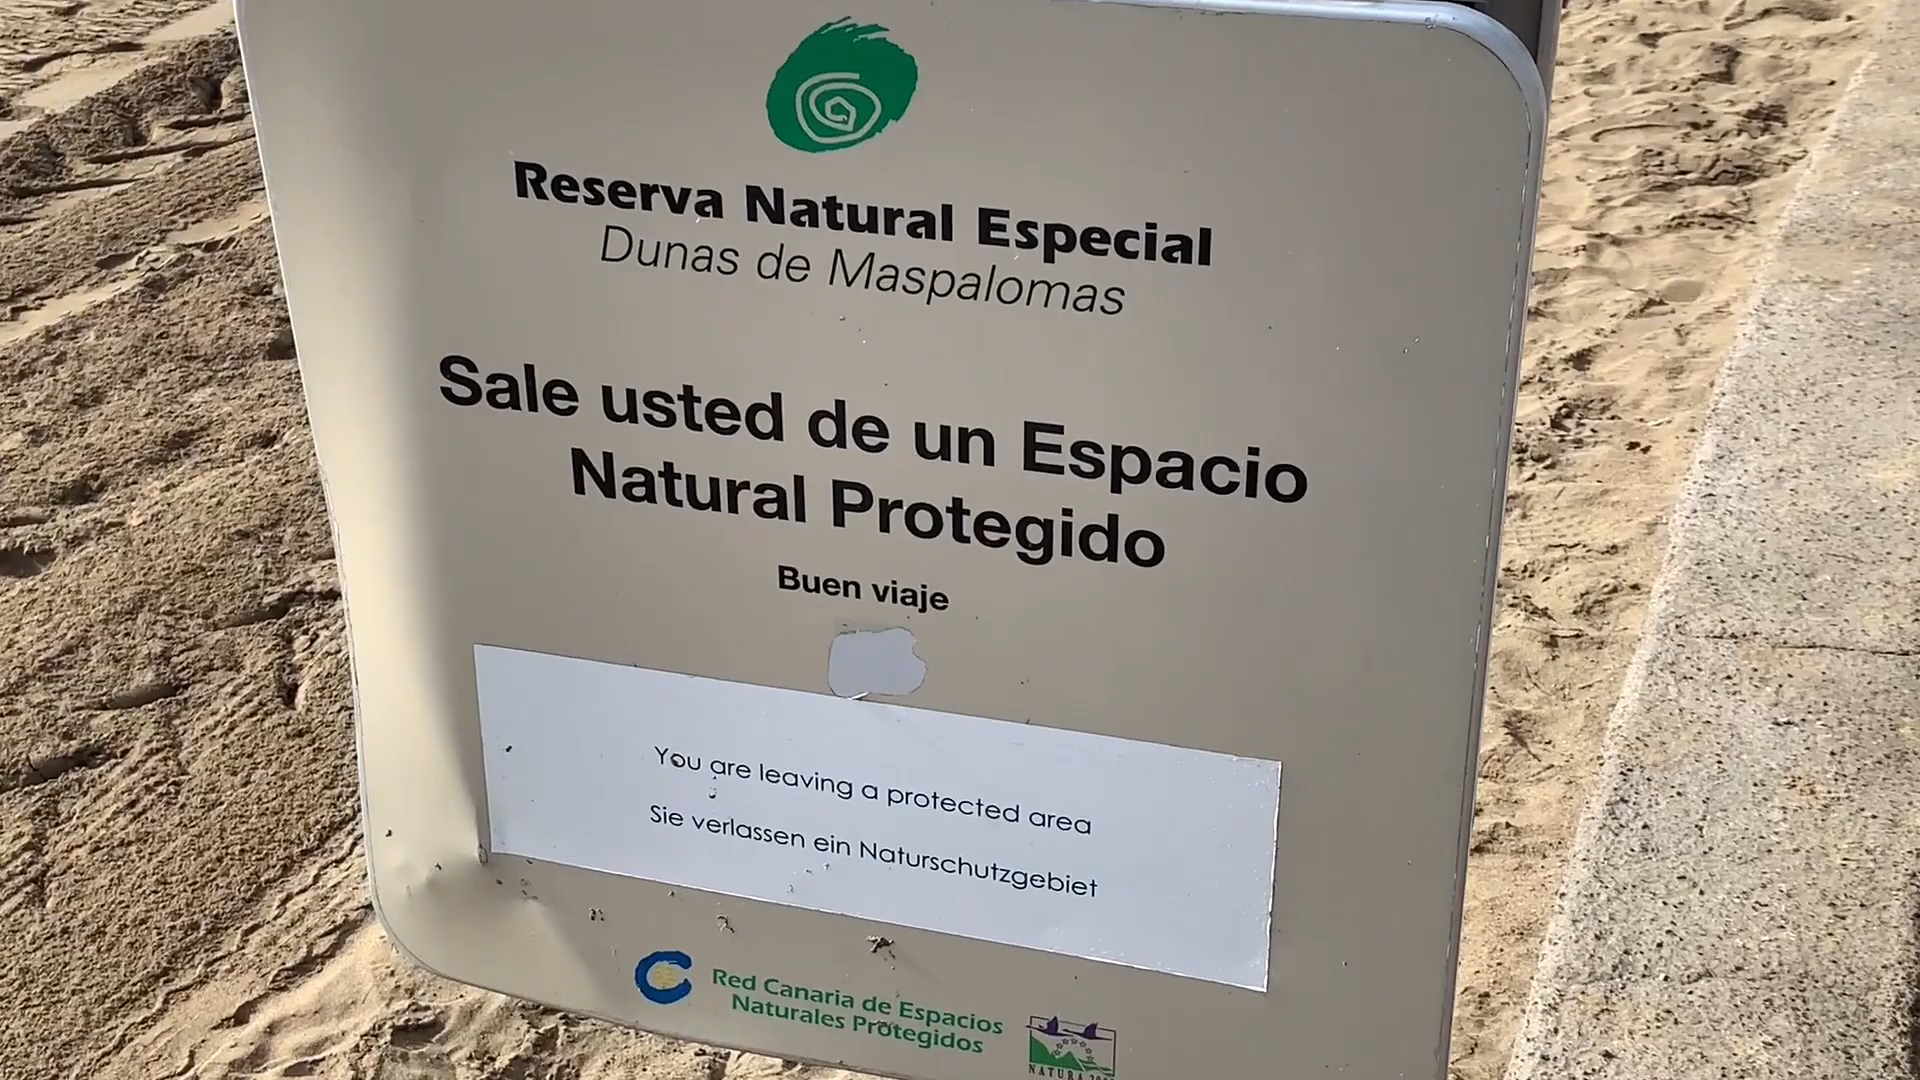 Reserva Natural Especial
Dunas de Maspalomas
Sale usted de un Espacio
Natural Protegido
Buen viaje
You are leaving a protected area
Sie verlassen ein Naturschutzgebiet
Red Canaria de Espacios
Naturales Protegidos
NATURA